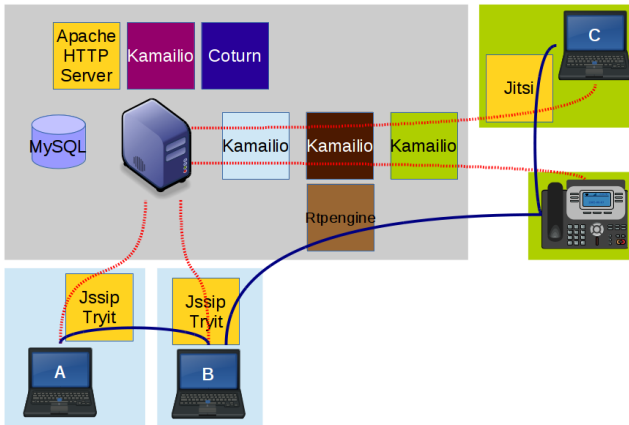 Apache
HTTP
Server
Kamailio
Coturn
C
Jitsi
MySQL
Kamailio
Kamailio
Kamailio
Rtpengine
Jssip
Tryit
Jssip
Tryit
A
B